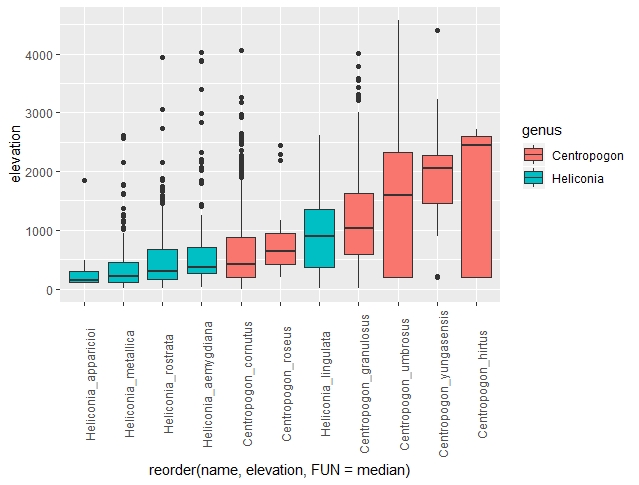 elevation
4000
3000
2000
1000
0
Heliconia_apparicioi
Heliconia_metallica
Heliconia_rostrata
Heliconia_aemygdiana
Centropogon_cornutus
Centropogon_roseus
Heliconia_lingulata
Centropogon_granulosus
Centropogon_umbrosus
Centropogon_yungasensis
Centropogon_hirtus
reorder(name, elevation, FUN = median)
genus
Centropogon
Heliconia